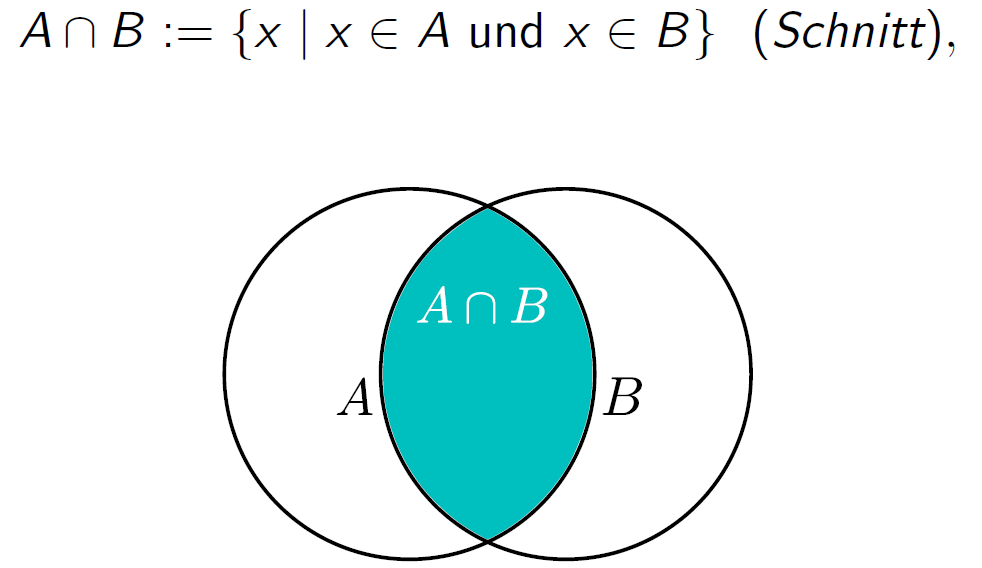 A ∩ B := {x | x ∈ A und x ∈ B} (Schnitt),
A ∩ B
A B